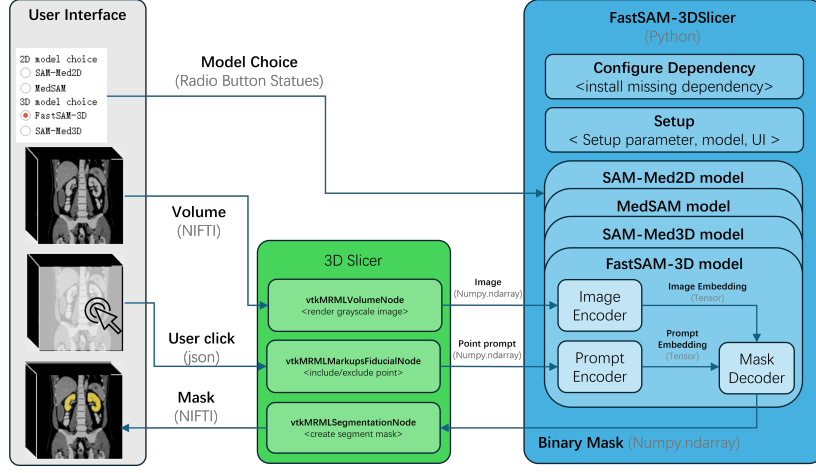 User Interface
2D model choice
SAM-Med2D
MedSAM
3D model choice
FastSAM-3D
SAM-Med3D
Model Choice
(Radio Button Statues)
Volume
(NIFTI)
User click
(json)
Mask
(NIFTI)
3D Slicer
vtkMRMLVolumeNode
<render grayscale image>
vtkMRMLMarkupsFiducialNode
<include/exclude point>
vtkMRMLSegmentationNode
<create segment mask>
Image
(Numpy.ndarray)
Point prompt
(Numpy.ndarray)
FastSAM-3DSlicer
(Python)
Configure Dependency
<install missing dependency>
Setup
< Setup parameter, model, UI >
SAM-Med2D model
MedSAM model
SAM-Med3D model
FastSAM-3D model
Image
Encoder
Image Embedding
(Tensor)
Prompt
Encoder
Prompt
Embedding
(Tensor)
Mask
Decoder
Binary Mask (Numpy.ndarray)